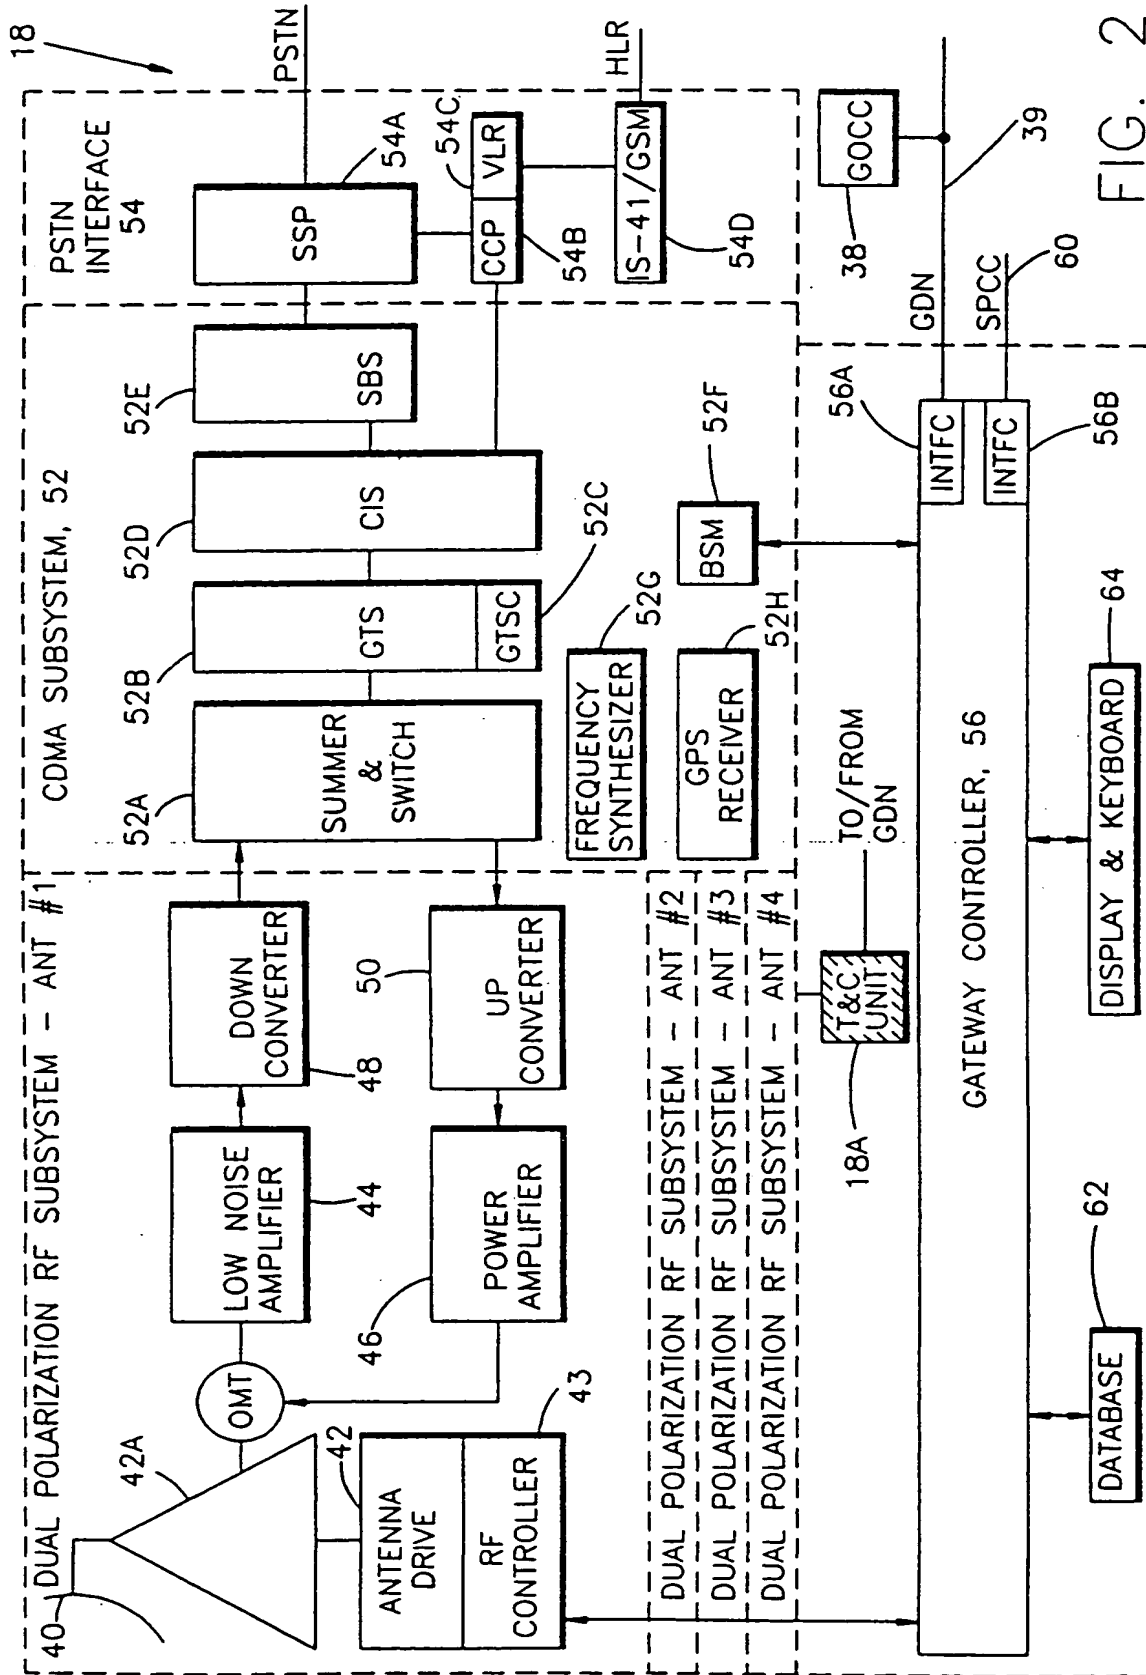 18
DUAL POLARIZATION RF SUBSYSTEM – ANT #1
40
42A
OMT
LOW NOISE
AMPLIFIER
44
DOWN
CONVERTER
48
ANTENNA
DRIVE
42
RF
CONTROLLER
43
46
POWER
AMPLIFIER
50
UP
CONVERTER
DUAL POLARIZATION RF SUBSYSTEM – ANT #2
DUAL POLARIZATION RF SUBSYSTEM – ANT #3
DUAL POLARIZATION RF SUBSYSTEM – ANT #4
CDMA SUBSYSTEM, 52
52A
SUMMER
&
SWITCH
52B
GTS
GTSC
52C
52D
CIS
52E
SBS
FREQUENCY
SYNTHESIZER
52G
GPS
RECEIVER
52H
BSM
52F
PSTN
INTERFACE
54
SSP
54A
PSTN
CCP
VLR
54C
54B
IS-41/GSM
54D
HLR
18A
T&C
UNIT
TO/FROM
GDN
GATEWAY CONTROLLER, 56
INTFC
56A
INTFC
56B
GDN
SPCC
60
38
GOCC
39
DATABASE
62
DISPLAY & KEYBOARD
64
FIG. 2